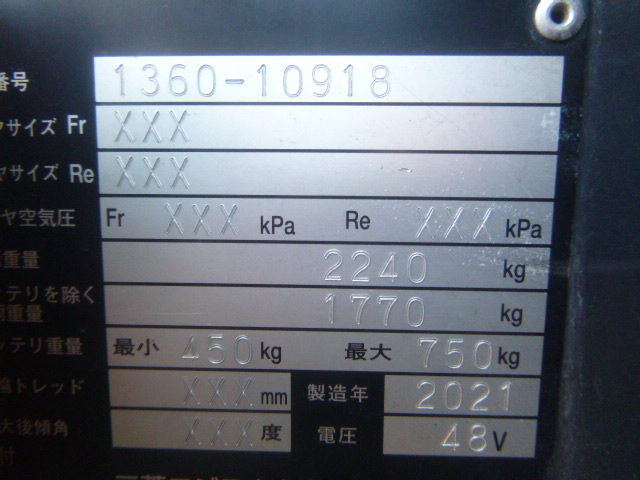 番号 1360-10918
ヤサイズ Fr XXX
ヤサイズ Re XXX
ヤ空気圧 Fr XXX kPa Re XXX kPa
重量 2240 kg
テリを除く
重量 1770 kg
ッテリ重量 最小 450 kg 最大 750 kg
トレッド XXX mm 製造年 2021
大後傾角 XXX 度 電圧 48 V
付